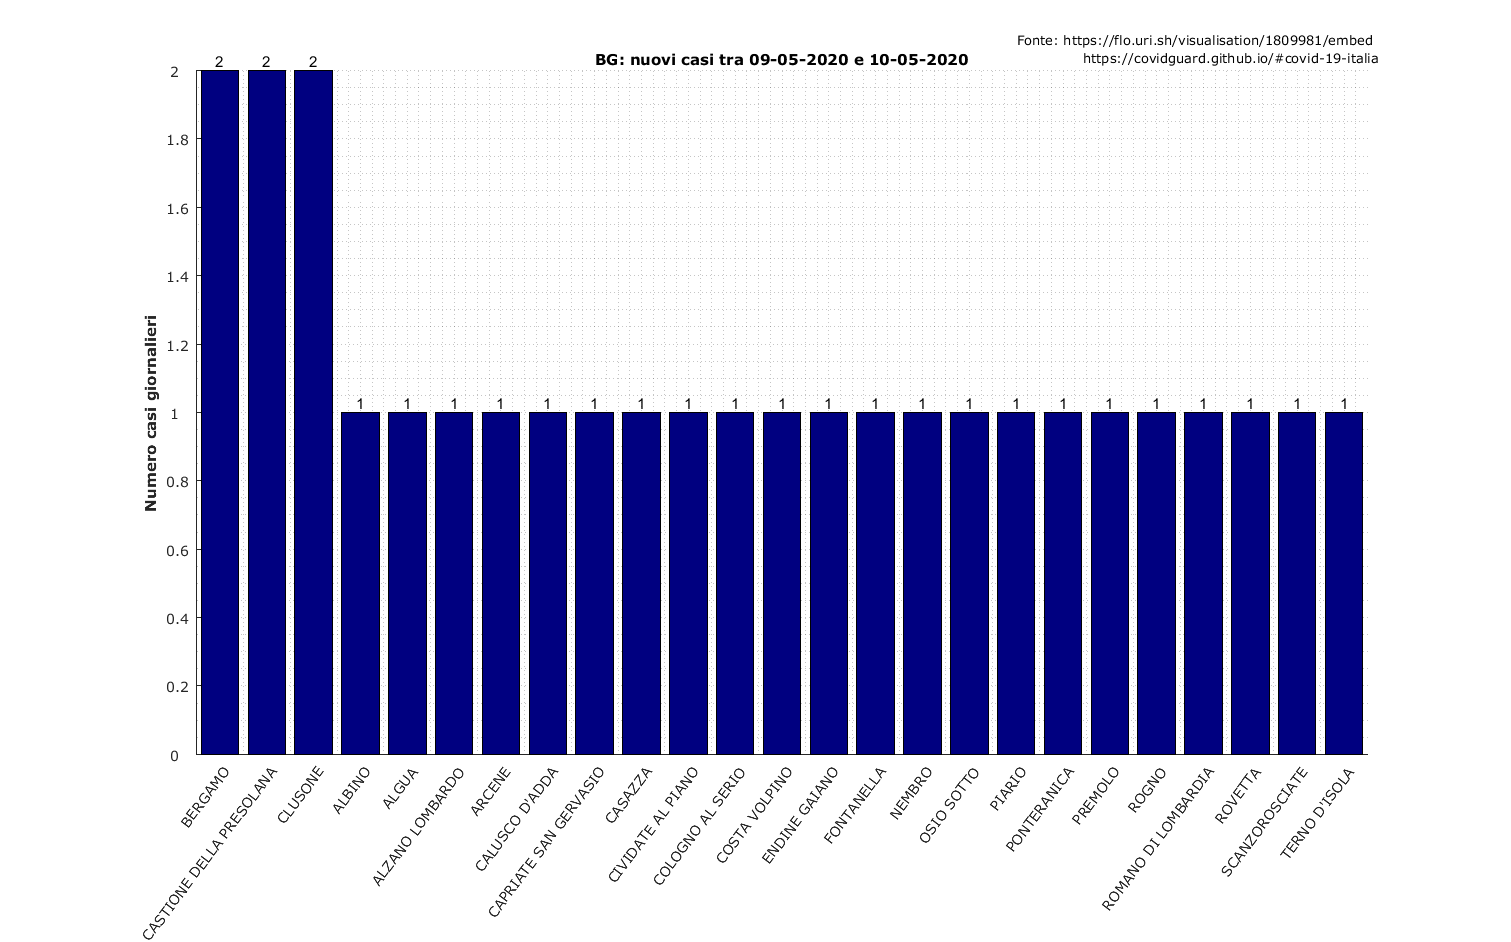 Fonte: https://flo.uri.sh/visualisation/1809981/embed
https://covidguard.github.io/#covid-19-italia
BG: nuovi casi tra 09-05-2020 e 10-05-2020
2 2 2 1 1 1 1 1 1 1 1 1 1 1 1 1 1 1 1 1 1 1 1 1 1
Numero casi giornalieri
2
1.8
1.6
1.4
1.2
1
0.8
0.6
0.4
0.2
0
BERGAMO
CASTIONE DELLA PRESOLANA
CLUSONE
ALBINO
ALGUA
ALZANO LOMBARDO
ARCENE
CALUSCO D'ADDA
CAPRIATE SAN GERVASIO
CASAZZA
CIVIDATE AL PIANO
COLOGNO AL SERIO
COSTA VOLPINO
ENDINE GAIANO
FONTANELLA
NEMBRO
OSIO SOTTO
PIARIO
PONTERANICA
PREMOLO
ROGNO
ROMANO DI LOMBARDIA
ROVETTA
SCANZOROSCIATE
TERNO D'ISOLA